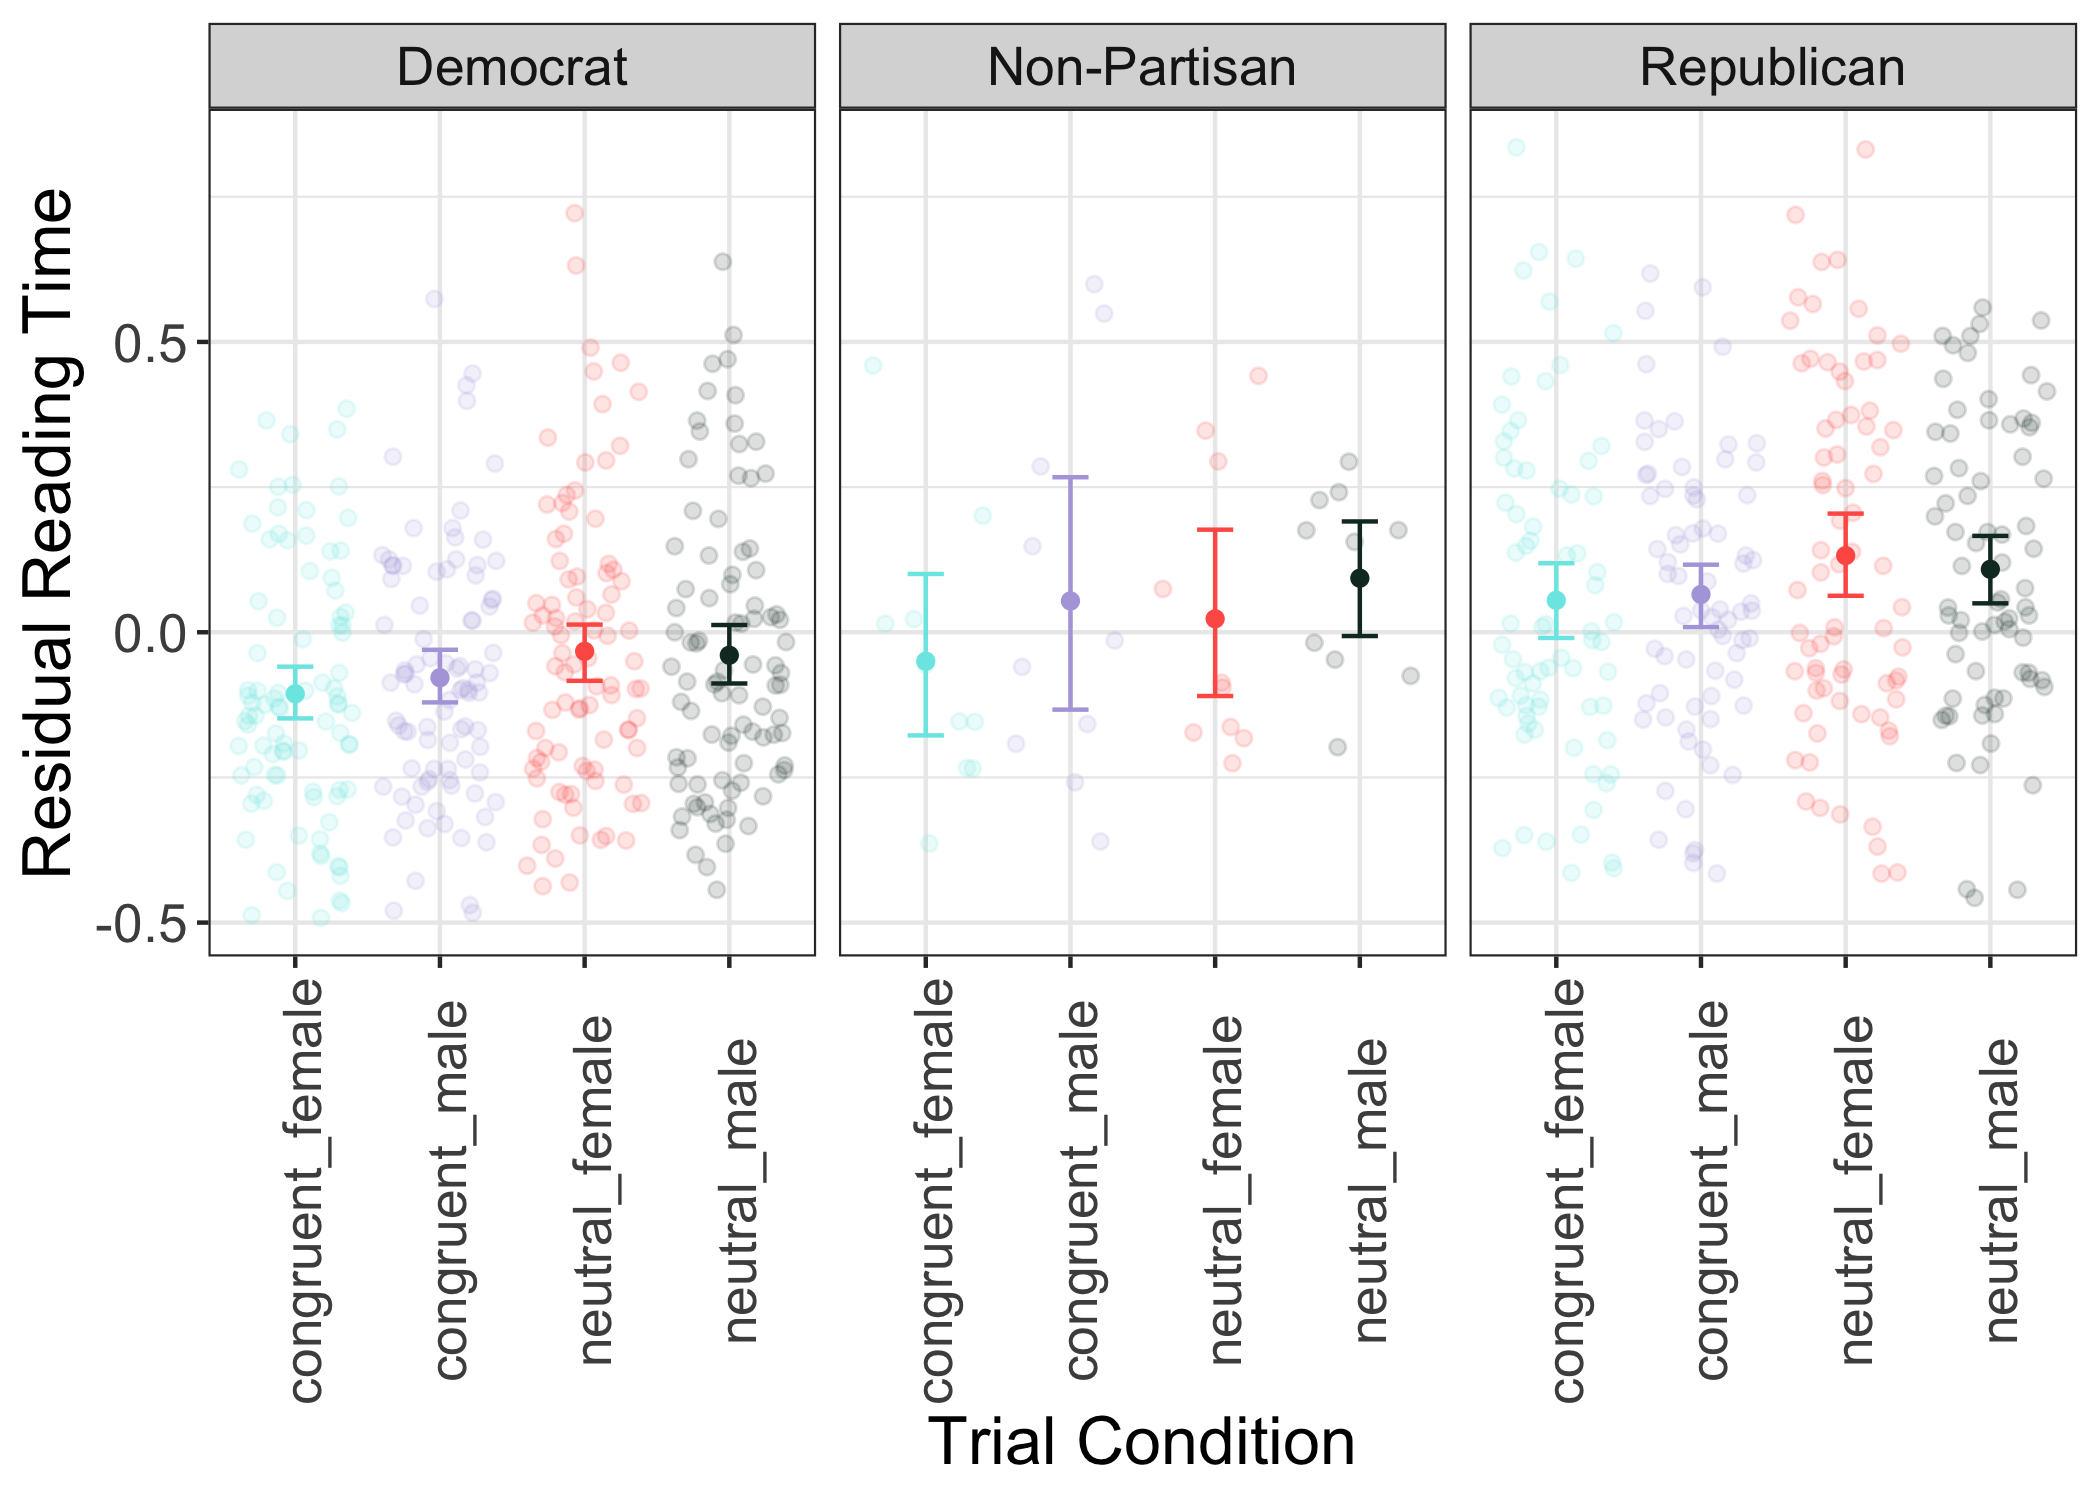 Democrat
Non-Partisan
Republican
Residual Reading Time
0.5
0.0
-0.5
congruent_female
congruent_male
neutral_female
neutral_male
congruent_female
congruent_male
neutral_female
neutral_male
congruent_female
congruent_male
neutral_female
neutral_male
Trial Condition